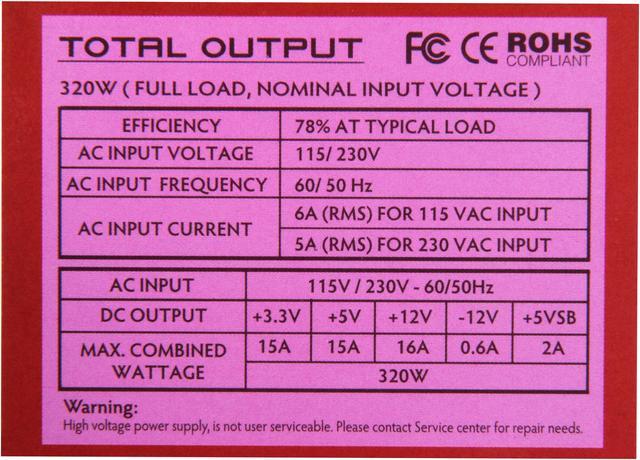 TOTAL OUTPUT FC CE ROHS
COMPLIANT
320W ( FULL LOAD, NOMINAL INPUT VOLTAGE )
EFFICIENCY 78% AT TYPICAL LOAD
AC INPUT VOLTAGE 115/ 230V
AC INPUT FREQUENCY 60/ 50 Hz
AC INPUT CURRENT 6A (RMS) FOR 115 VAC INPUT
5A (RMS) FOR 230 VAC INPUT
AC INPUT 115V / 230V - 60/50Hz
DC OUTPUT +3.3V +5V +12V -12V +5VSB
MAX. COMBINED WATTAGE 15A 15A 16A 0.6A 2A
320W
Warning:
High voltage power supply, is not user serviceable. Please contact Service center for repair needs.